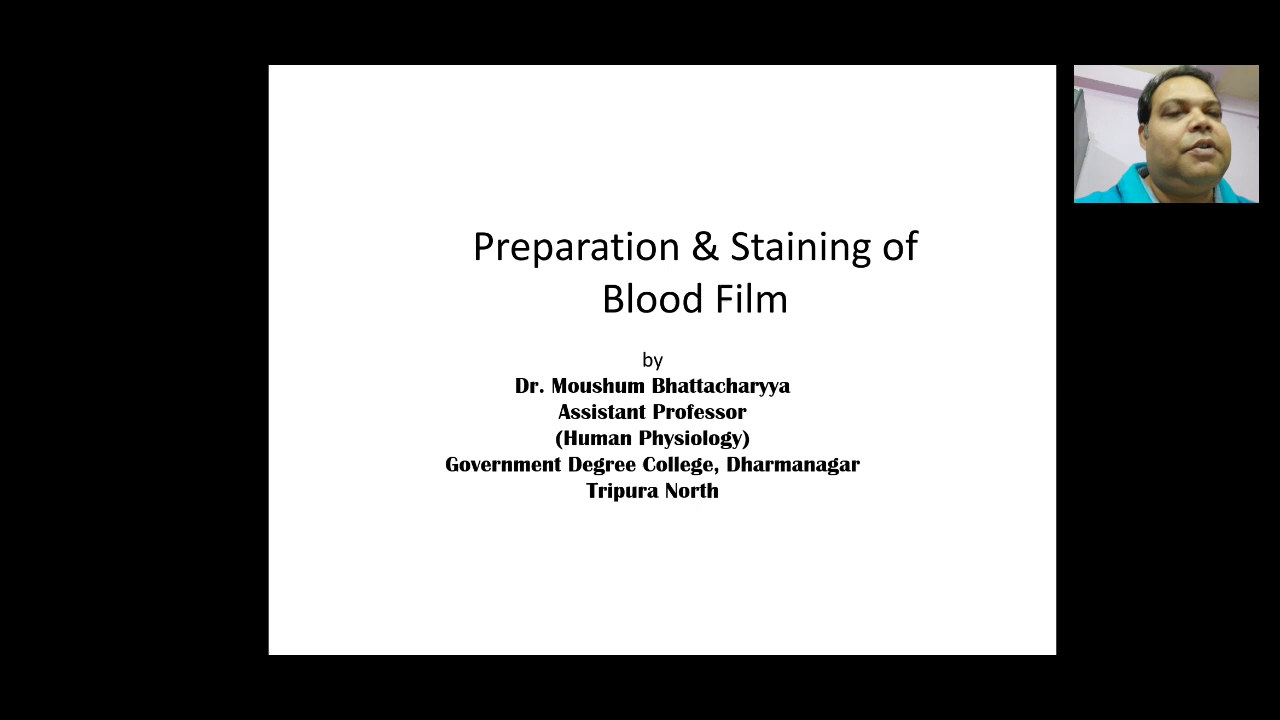 Preparation & Staining of
Blood Film
by
Dr. Moushum Bhattacharyya
Assistant Professor
(Human Physiology)
Government Degree College, Dharmanagar
Tripura North